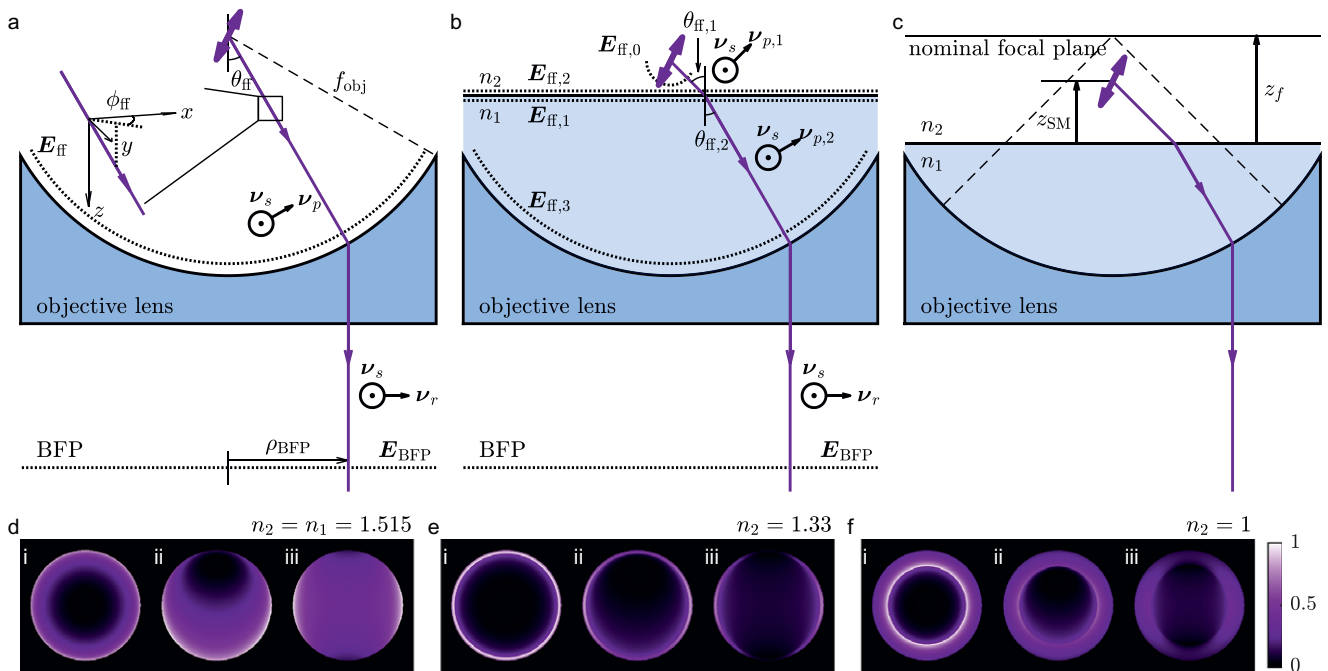 a
θff
fobj
ϕff
x
Eff
y
z
νs
νp
objective lens
νs
νr
BFP
ρBFP
EBFP
b
Eff,0
θff,1
νs
νp,1
n2
Eff,2
n1
Eff,1
θff,2
νs
νp,2
Eff,3
objective lens
νs
νr
BFP
EBFP
c
nominal focal plane
zSM
zf
n2
n1
objective lens
d
n2 = n1 = 1.515
i
ii
iii
e
n2 = 1.33
i
ii
iii
f
n2 = 1
i
ii
iii
1
0.5
0